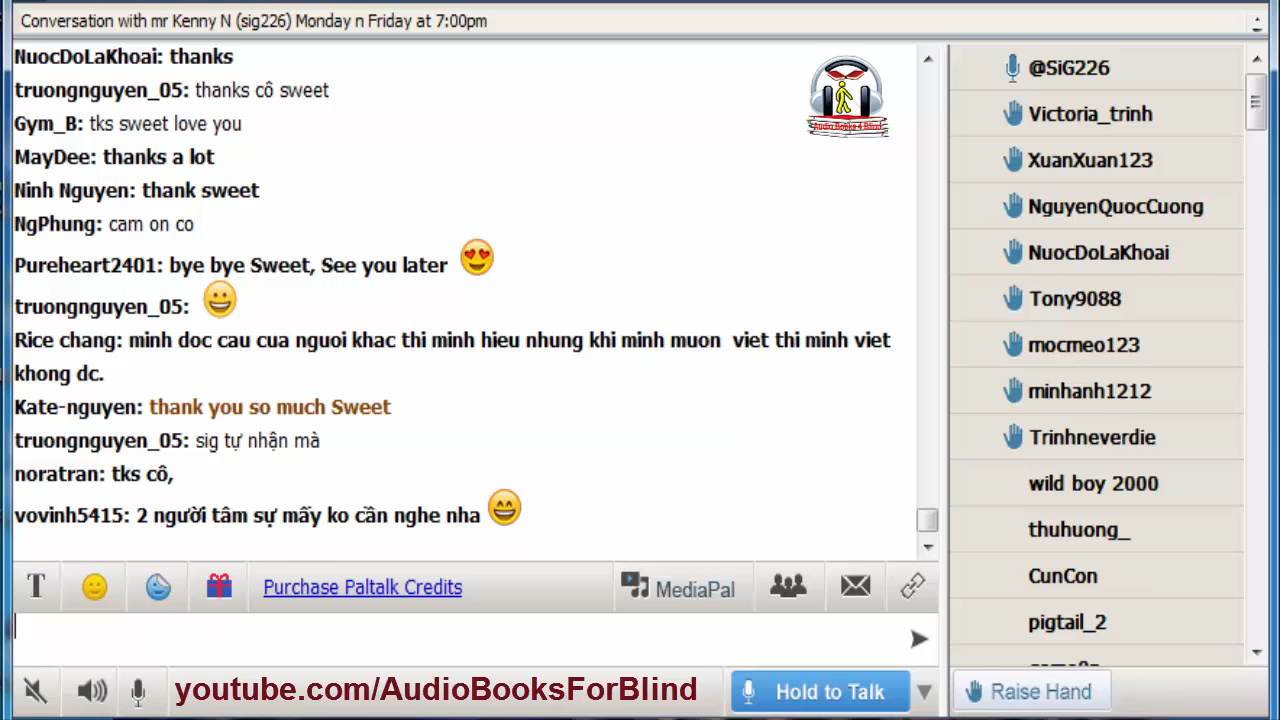 Conversation with mr Kenny N (sig226) Monday n Friday at 7:00pm
NuocDoLaKhoai: thanks
truongnguyen_05: thanks cô sweet
Gym_B: tks sweet love you
MayDee: thanks a lot
Ninh Nguyen: thank sweet
NgPhung: cam on co
Pureheart2401: bye bye Sweet, See you later
truongnguyen_05:
Rice chang: minh doc cau cua nguoi khac thi minh hieu nhung khi minh muon  viet thi minh viet
khong dc.
Kate-nguyen: thank you so much Sweet
truongnguyen_05: sig tự nhận mà
noratran: tks cô,
vovinh5415: 2 người tâm sự mấy ko cần nghe nha
Audio Books 4 Blind
T
Purchase Paltalk Credits
MediaPal
youtube.com/AudioBooksForBlind
Hold to Talk
@SiG226
Victoria_trinh
XuanXuan123
NguyenQuocCuong
NuocDoLaKhoai
Tony9088
mocmeo123
minhanh1212
Trinhneverdie
wild boy 2000
thuhuong_
CunCon
pigtail_2
Raise Hand